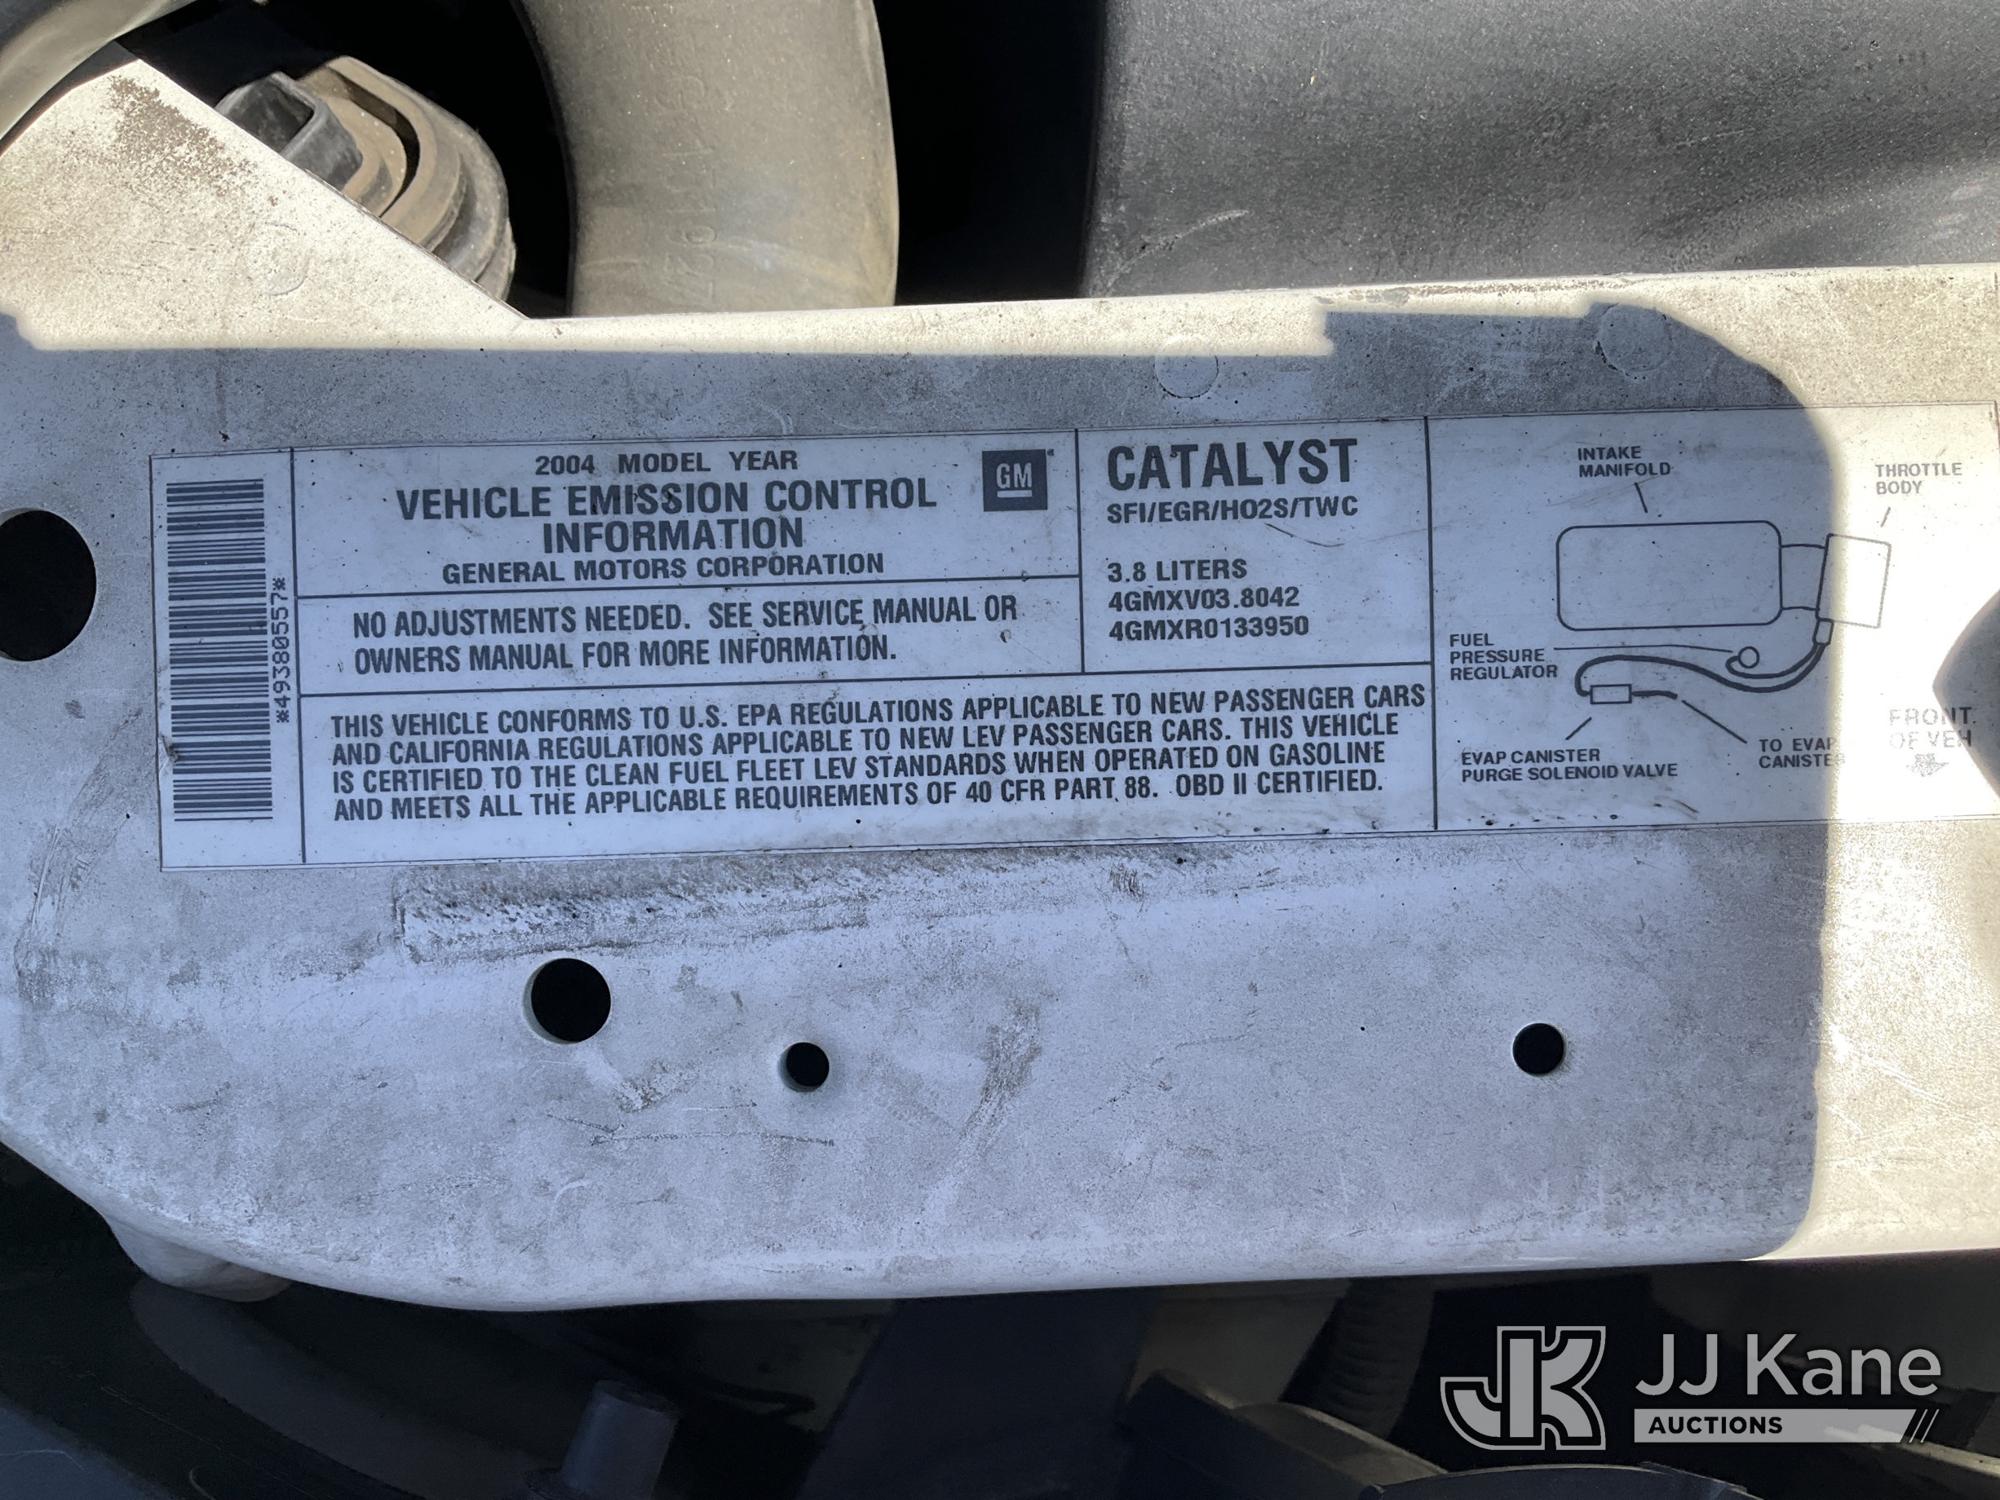 *49380557*
2004 MODEL YEAR
VEHICLE EMISSION CONTROL
INFORMATION
GENERAL MOTORS CORPORATION
GM
NO ADJUSTMENTS NEEDED. SEE SERVICE MANUAL OR
OWNERS MANUAL FOR MORE INFORMATION.
CATALYST
SFI/EGR/HO2S/TWC
3.8 LITERS
4GMXV03.8042
4GMXR0133950
THIS VEHICLE CONFORMS TO U.S. EPA REGULATIONS APPLICABLE TO NEW PASSENGER CARS
AND CALIFORNIA REGULATIONS APPLICABLE TO NEW LEV PASSENGER CARS. THIS VEHICLE
IS CERTIFIED TO THE CLEAN FUEL FLEET LEV STANDARDS WHEN OPERATED ON GASOLINE
AND MEETS ALL THE APPLICABLE REQUIREMENTS OF 40 CFR PART 88. OBD II CERTIFIED.
INTAKE
MANIFOLD
THROTTLE
BODY
FUEL
PRESSURE
REGULATOR
EVAP CANISTER
PURGE SOLENOID VALVE
TO EVAP
CANISTER
FRONT
OF VEH
JK
JJ Kane
AUCTIONS